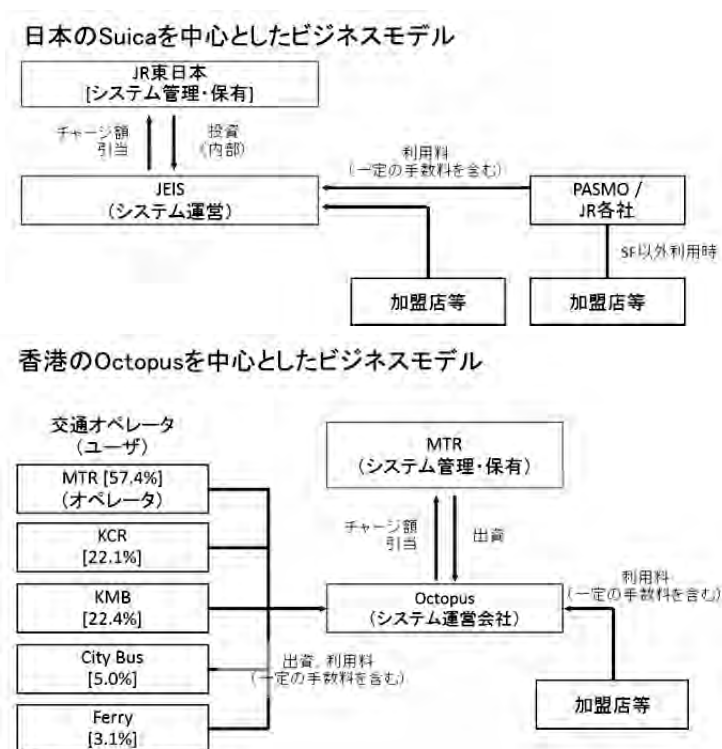 日本のSuicaを中心としたビジネスモデル
JR東日本
[システム管理・保有]
チャージ額
引当
投資
(内部)
JEIS
(システム運営)
利用料
(一定の手数料を含む)
PASMO /
JR各社
SF以外利用時
加盟店等
加盟店等
香港のOctopusを中心としたビジネスモデル
交通オペレータ
(ユーザ)
MTR [57.4%]
(オペレータ)
KCR
[22.1%]
KMB
[22.4%]
City Bus
[5.0%]
Ferry
[3.1%]
出資，利用料
(一定の手数料を含む)
MTR
(システム管理・保有)
チャージ額
引当
出資
Octopus
(システム運営会社)
利用料
(一定の手数料を含む)
加盟店等